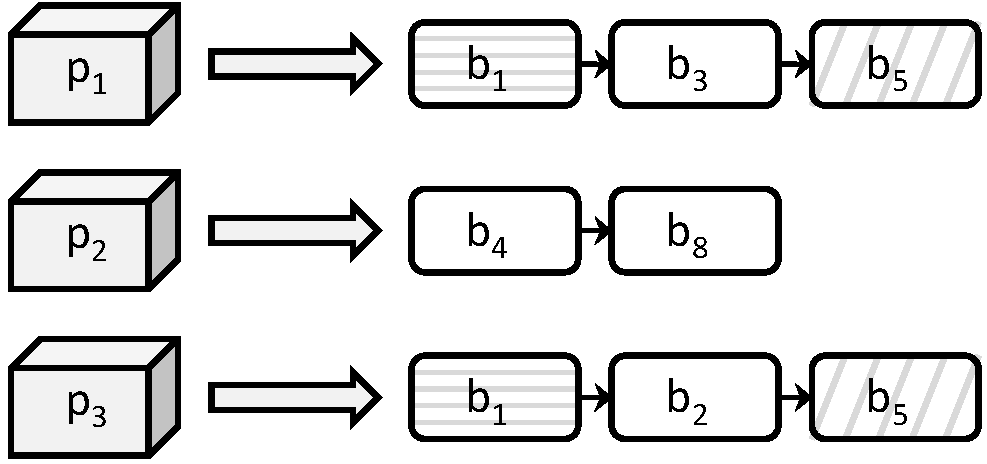 p₁ b₁ b₃ b₅
p₂ b₄ b₈
p₃ b₁ b₂ b₅